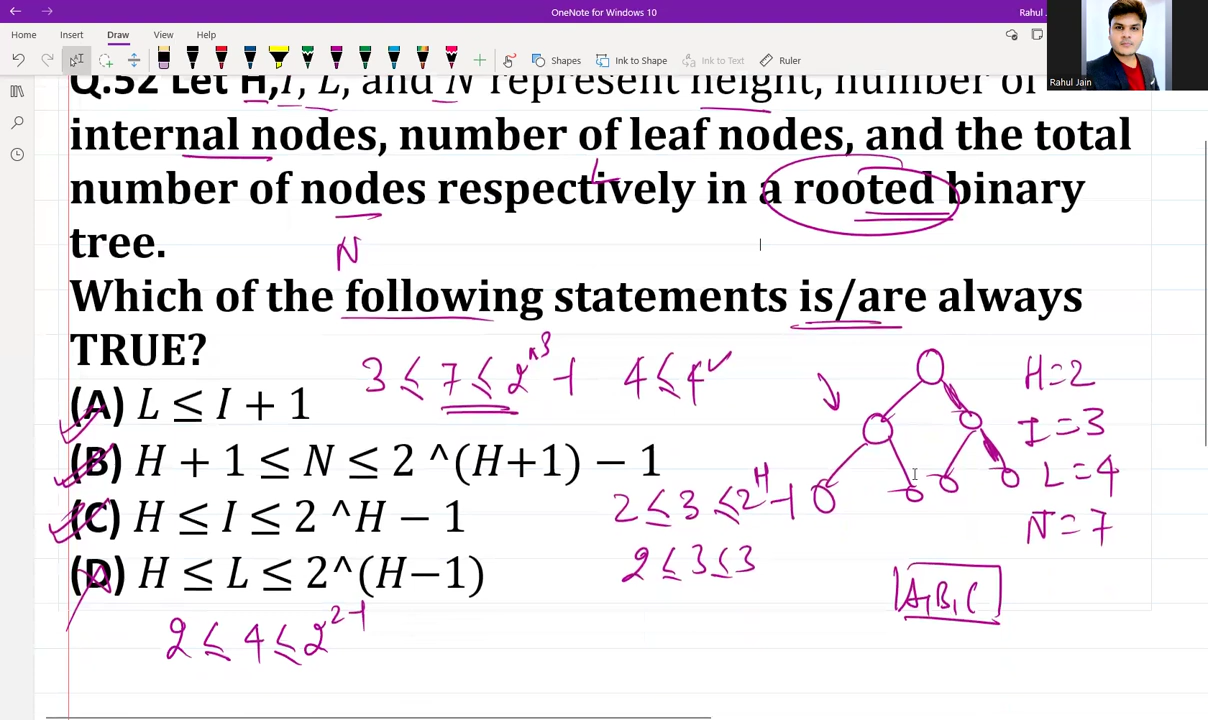 OneNote for Windows 10
Rahul J
Home Insert Draw View Help
Shapes Ink to Shape Ink to Text Ruler
Rahul Jain
Q.52 Let H, I, L, and N represent height, number of
internal nodes, number of leaf nodes, and the total
L
number of nodes respectively in a rooted binary
tree.
N
Which of the following statements is/are always
TRUE?
3 ≤ 7 ≤ 2^3 -1 4 ≤ 4 ✓
H=2
(A) L ≤ I + 1
I=3
(B) H + 1 ≤ N ≤ 2 ^(H+1) − 1
L=4
2 ≤ 3 ≤ 2^H -1
(C) H ≤ I ≤ 2 ^H − 1
N=7
2 ≤ 3 ≤ 3
(D) H ≤ L ≤ 2^(H−1)
A,B,C
2 ≤ 4 ≤ 2^2-1